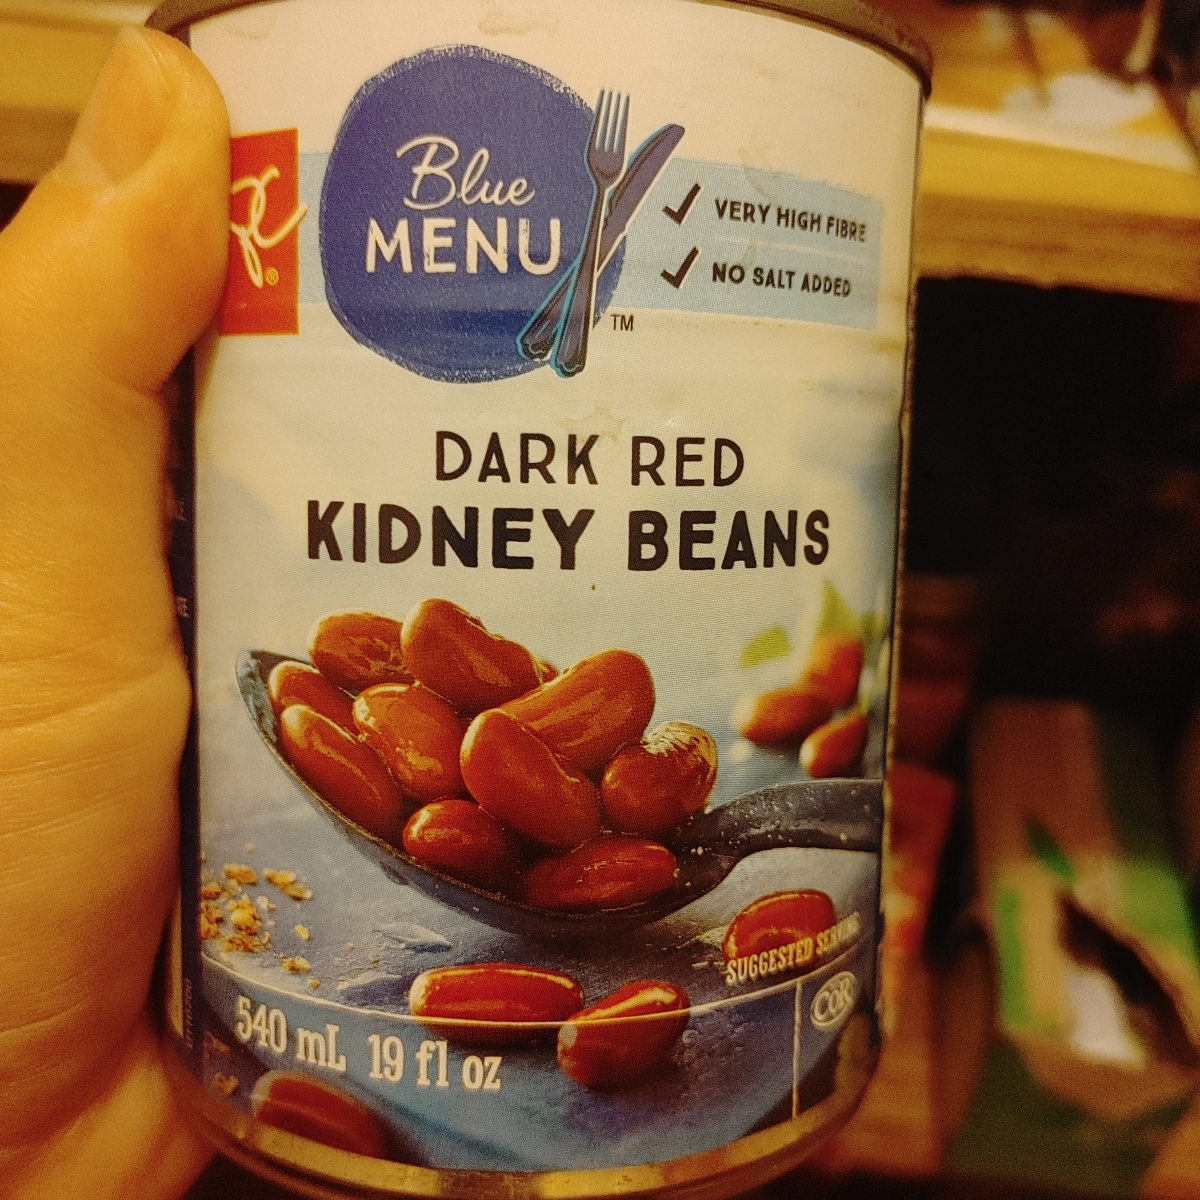 PC®
Blue
MENU
TM
✓ VERY HIGH FIBRE
✓ NO SALT ADDED
DARK RED
KIDNEY BEANS
SUGGESTED SERVING
COR
540 mL 19 fl oz